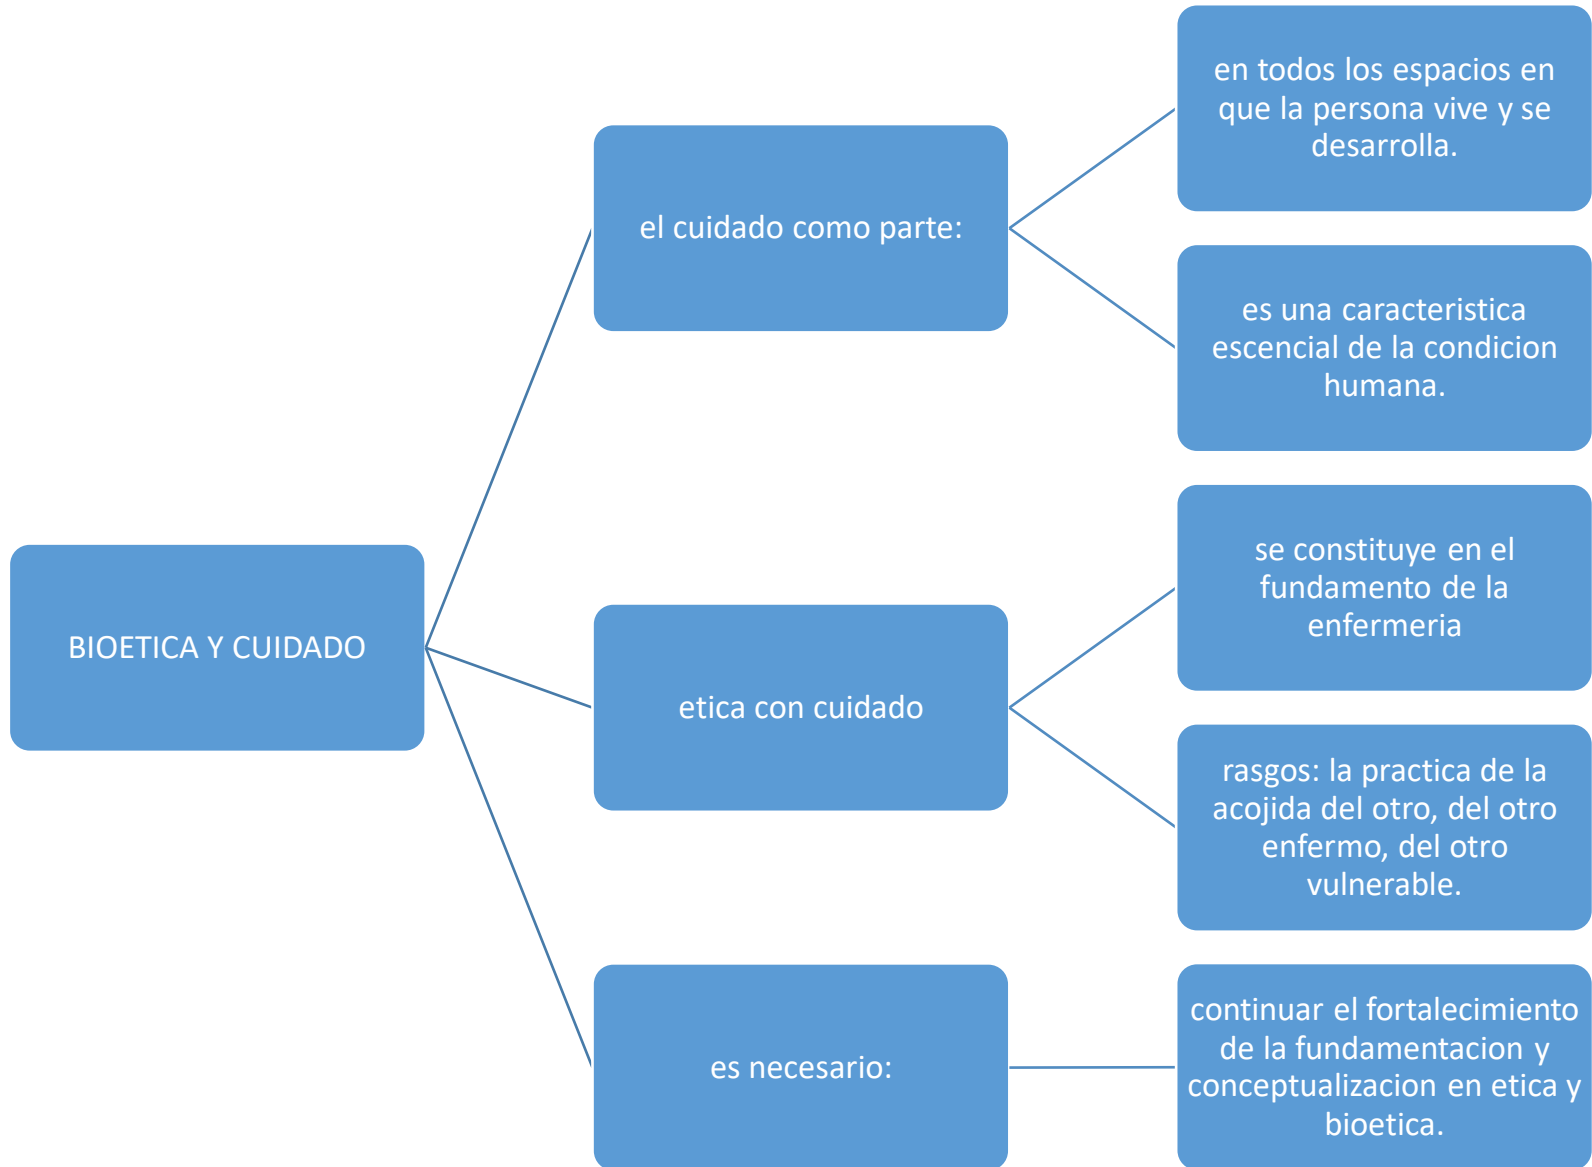 BIOETICA Y CUIDADO
el cuidado como parte:
en todos los espacios en
que la persona vive y se
desarrolla.
es una caracteristica
escencial de la condicion
humana.
etica con cuidado
se constituye en el
fundamento de la
enfermeria
rasgos: la practica de la
acojida del otro, del otro
enfermo, del otro
vulnerable.
es necesario:
continuar el fortalecimiento
de la fundamentacion y
conceptualizacion en etica y
bioetica.